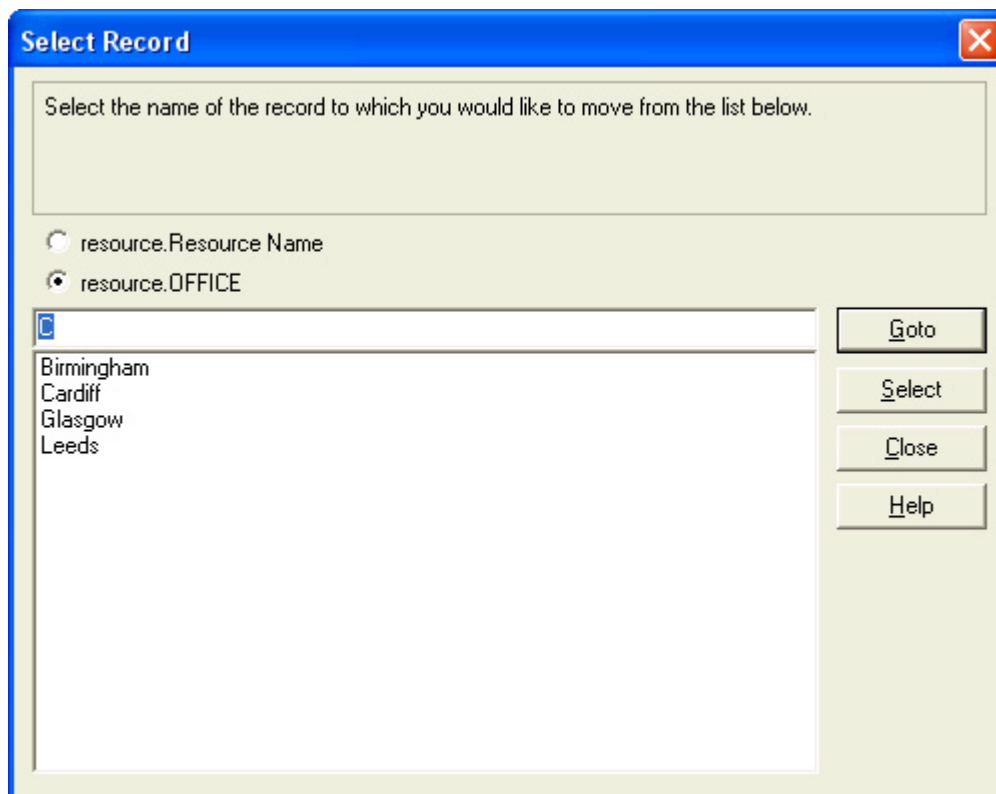 Select Record
Select the name of the record to which you would like to move from the list below.
resource.Resource Name
resource.OFFICE
C
Goto
Birmingham
Cardiff
Select
Glasgow
Leeds
Close
Help